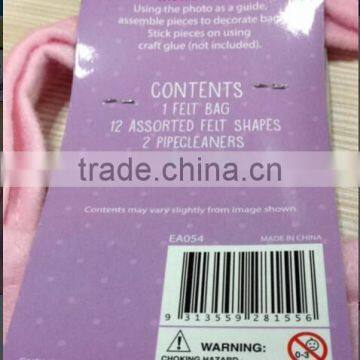 Using the photo as a guide,
assemble pieces to decorate bag.
Stick pieces on using
craft glue (not included).
CONTENTS
1 FELT BAG
12 ASSORTED FELT SHAPES
2 PIPECLEANERS
trade.china.cn
Contents may vary slightly from image shown.
EA054 MADE IN CHINA
9 313559 281556
WARNING:
CHOKING HAZARD
0-3